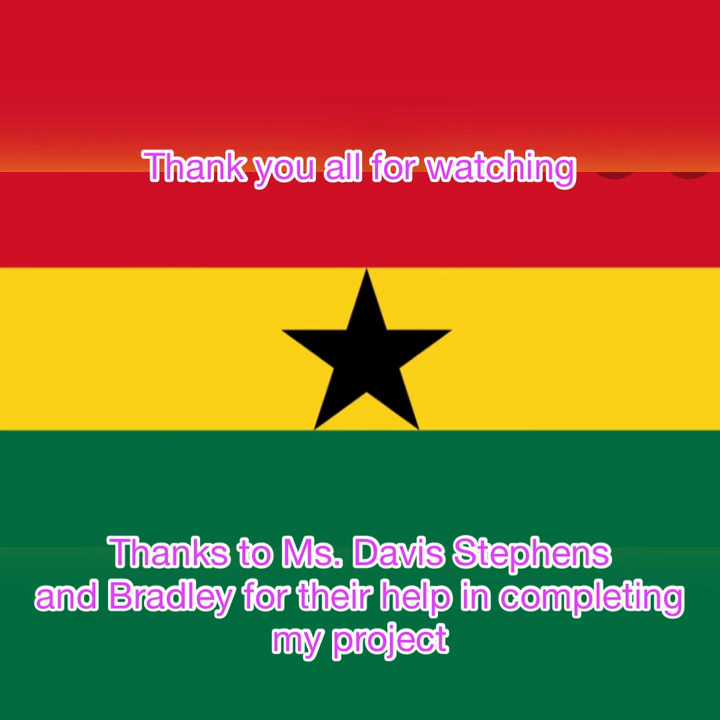 Thank you all for watching
Thanks to Ms. Davis Stephens
and Bradley for their help in completing
my project